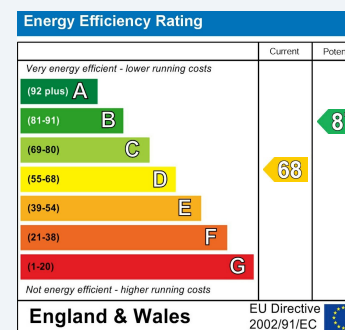 Energy Efficiency Rating
Current
Very energy efficient - lower running costs
(92 plus) A
(81-91) B
(69-80) C
(55-68) D
68
(39-54) E
(21-38) F
(1-20) G
Not energy efficient - higher running costs
England & Wales
EU Directive
2002/91/EC